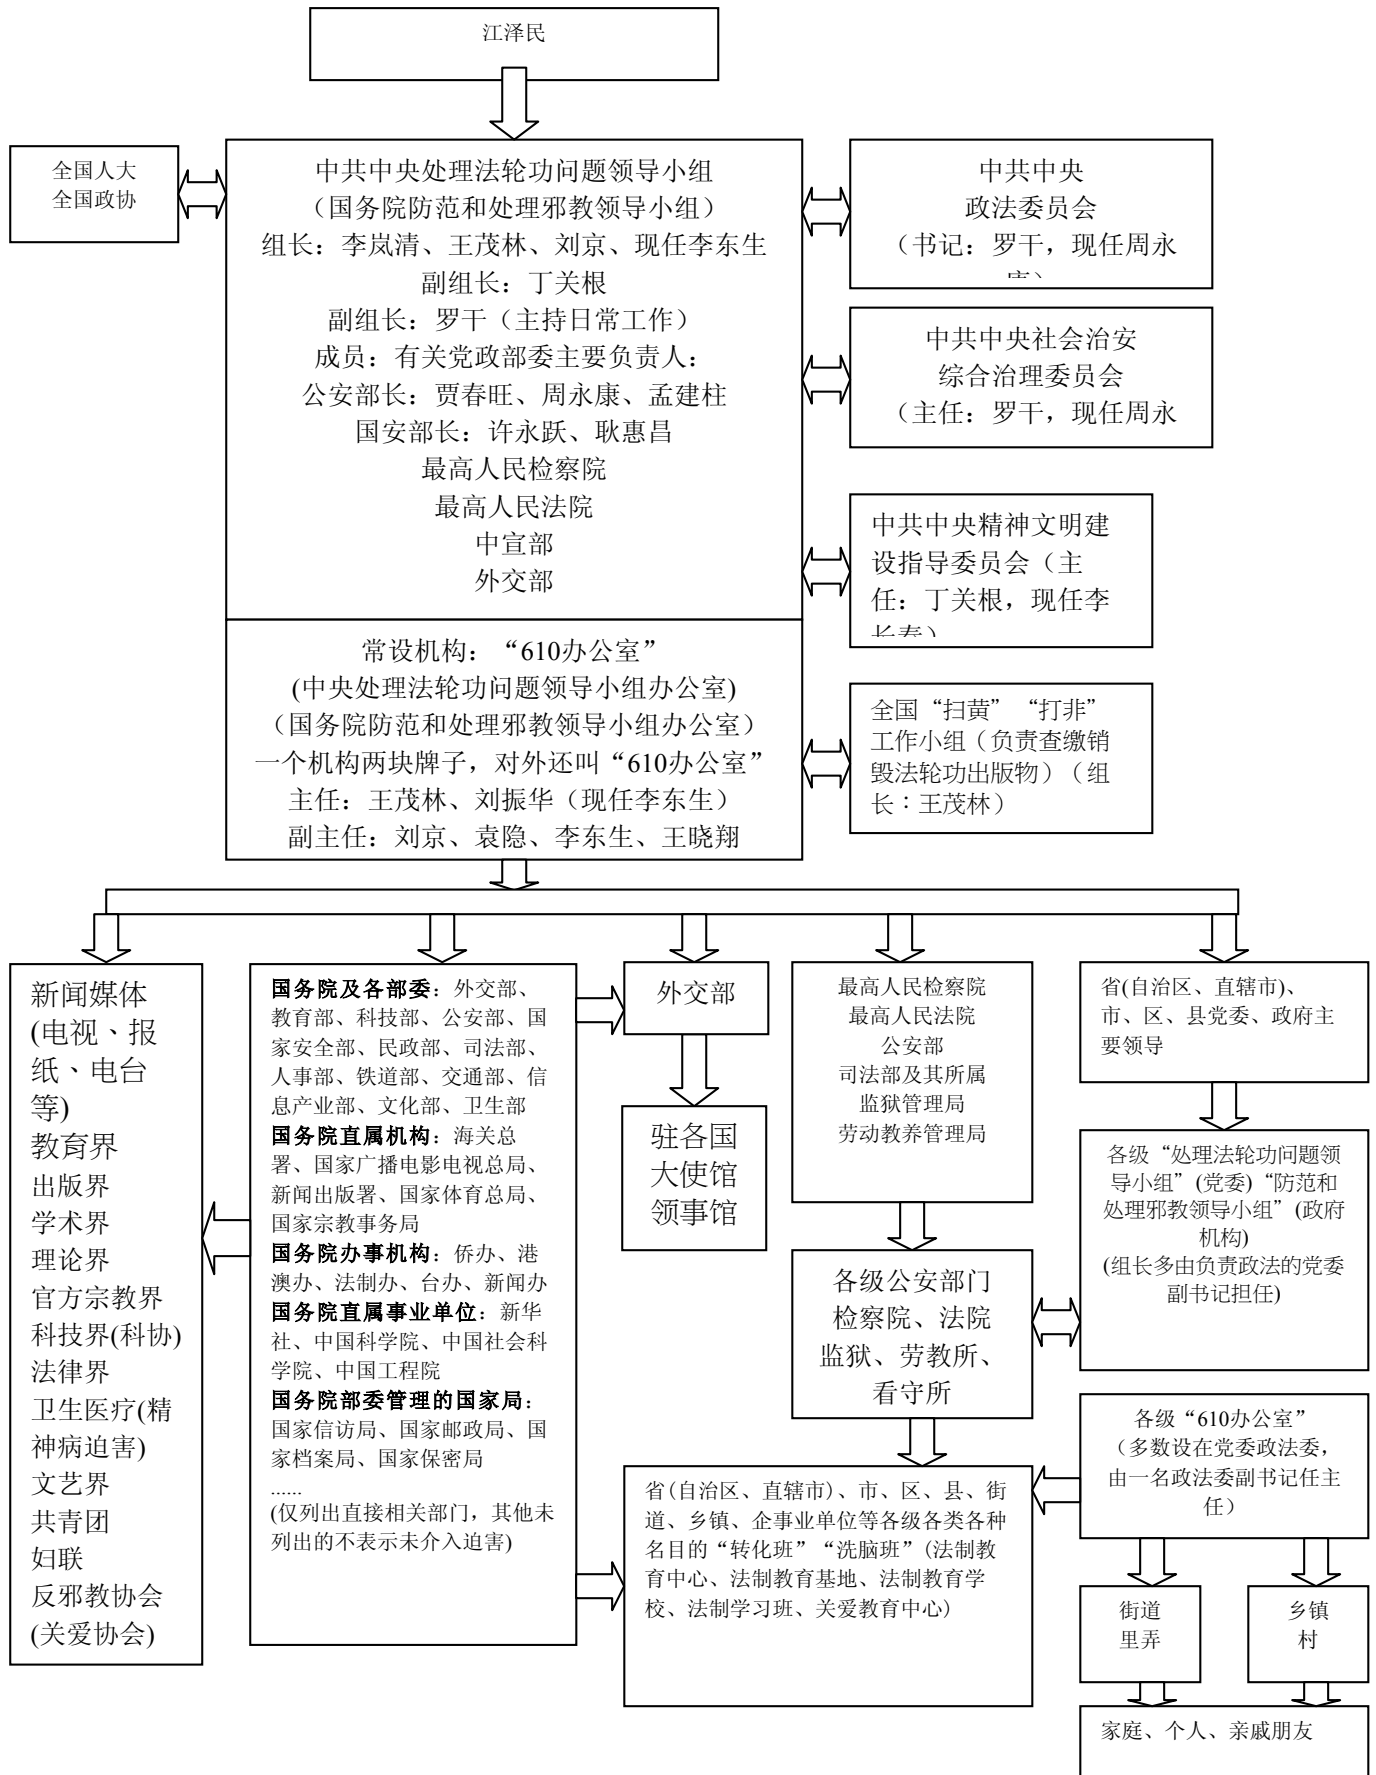 江泽民
全国人大
全国政协
中共中央处理法轮功问题领导小组
（国务院防范和处理邪教领导小组）
组长：李岚清、王茂林、刘京、现任李东生
副组长：丁关根
副组长：罗干（主持日常工作）
成员：有关党政部委主要负责人：
公安部长：贾春旺、周永康、孟建柱
国安部长：许永跃、耿惠昌
最高人民检察院
最高人民法院
中宣部
外交部
中共中央
政法委员会
（书记：罗干，现任周永
中共中央社会治安
综合治理委员会
（主任：罗干，现任周永
中共中央精神文明建
设指导委员会（主
任：丁关根，现任李
长春）
常设机构：“610办公室”
(中央处理法轮功问题领导小组办公室)
（国务院防范和处理邪教领导小组办公室）
一个机构两块牌子，对外还叫“610办公室”
主任：王茂林、刘振华（现任李东生）
副主任：刘京、袁隐、李东生、王晓翔
全国“扫黄”“打非”
工作小组（负责查缴销
毁法轮功出版物）（组
长：王茂林）
新闻媒体
(电视、报
纸、电台
等)
教育界
出版界
学术界
理论界
官方宗教界
科技界(科协)
法律界
卫生医疗(精
神病迫害)
文艺界
共青团
妇联
反邪教协会
(关爱协会)
国务院及各部委：外交部、
教育部、科技部、公安部、国
家安全部、民政部、司法部、
人事部、铁道部、交通部、信
息产业部、文化部、卫生部
国务院直属机构：海关总
署、国家广播电影电视总局、
新闻出版署、国家体育总局、
国家宗教事务局
国务院办事机构：侨办、港
澳办、法制办、台办、新闻办
国务院直属事业单位：新华
社、中国科学院、中国社会科
学院、中国工程院
国务院部委管理的国家局：
国家信访局、国家邮政局、国
家档案局、国家保密局
......
(仅列出直接相关部门，其他未
列出的不表示未介入迫害)
外交部
驻各国
大使馆
领事馆
最高人民检察院
最高人民法院
公安部
司法部及其所属
监狱管理局
劳动教养管理局
各级公安部门
检察院、法院
监狱、劳教所、
看守所
省(自治区、直辖市)、市、区、县、街
道、乡镇、企事业单位等各级各类各种
名目的“转化班”“洗脑班”(法制教
育中心、法制教育基地、法制教育学
校、法制学习班、关爱教育中心)
省(自治区、直辖市)、
市、区、县党委、政府主
要领导
各级“处理法轮功问题领
导小组”(党委)“防范和
处理邪教领导小组”(政府
机构)
(组长多由负责政法的党委
副书记担任)
各级“610办公室”
（多数设在党委政法委，
由一名政法委副书记任主
任）
街道
里弄
乡镇
村
家庭、个人、亲戚朋友